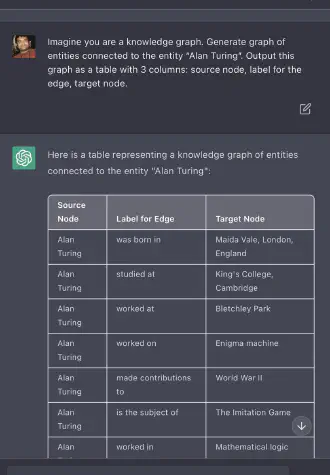 Imagine you are a knowledge graph. Generate graph of
entities connected to the entity "Alan Turing". Output this
graph as a table with 3 columns: source node, label for the
edge, target node.
Here is a table representing a knowledge graph of entities
connected to the entity "Alan Turing":
Source Node Label for Edge Target Node
Alan Turing was born in Maida Vale, London, England
Alan Turing studied at King's College, Cambridge
Alan Turing worked at Bletchley Park
Alan Turing worked on Enigma machine
Alan Turing made contributions to World War II
Alan Turing is the subject of The Imitation Game
Alan worked in Mathematical logic